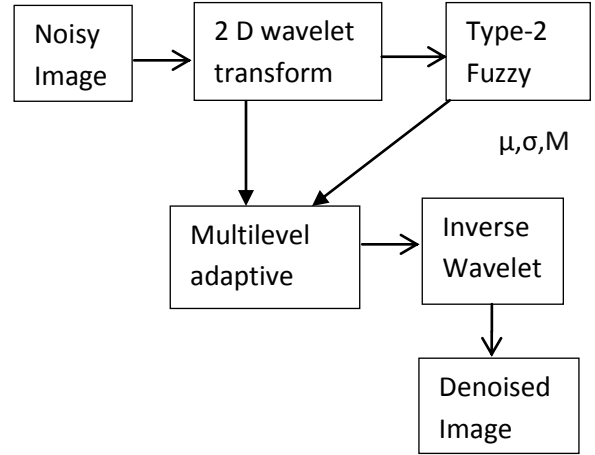 Noisy
Image
2 D wavelet
transform
Type-2
Fuzzy
μ,σ,M
Multilevel
adaptive
Inverse
Wavelet
Denoised
Image